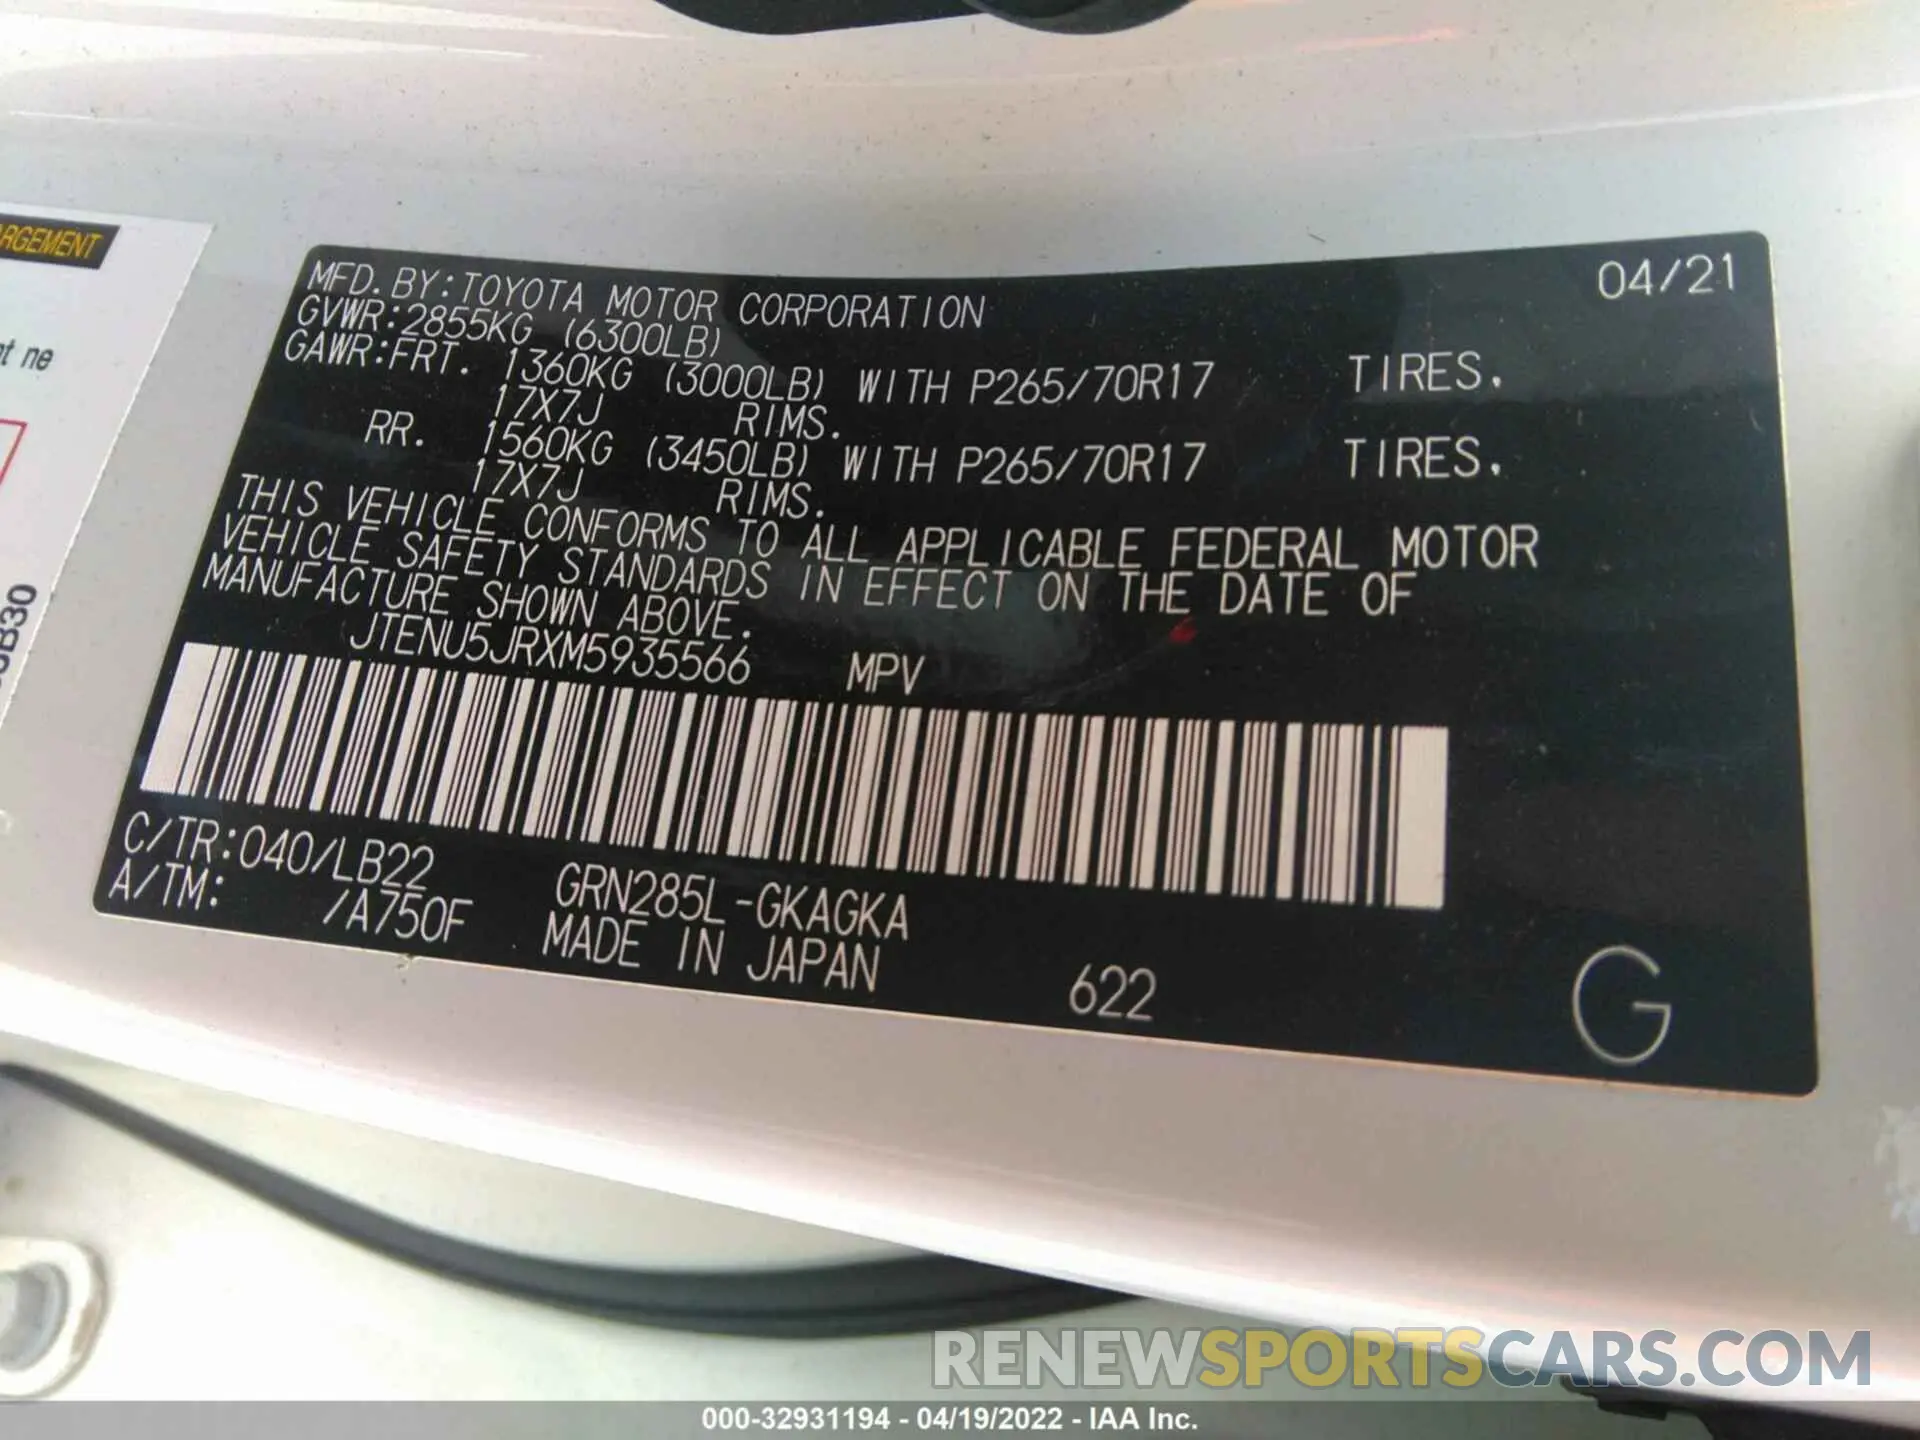 RGEMENT
nt ne
B30
MFD. BY:TOYOTA MOTOR CORPORATION 04/21
GVWR:2855KG (6300LB)
GAWR:FRT. 1360KG (3000LB) WITH P265/70R17 TIRES.
17X7J RIMS.
RR. 1560KG (3450LB) WITH P265/70R17 TIRES.
17X7J RIMS.
THIS VEHICLE CONFORMS TO ALL APPLICABLE FEDERAL MOTOR
VEHICLE SAFETY STANDARDS IN EFFECT ON THE DATE OF
MANUFACTURE SHOWN ABOVE.
JTENU5JRXM5935566 MPV
C/TR:040/LB22 GRN285L-GKAGKA
A/TM: /A750F MADE IN JAPAN 622 G
RENEWSPORTSCARS.COM
000-32931194 - 04/19/2022 - IAA Inc.